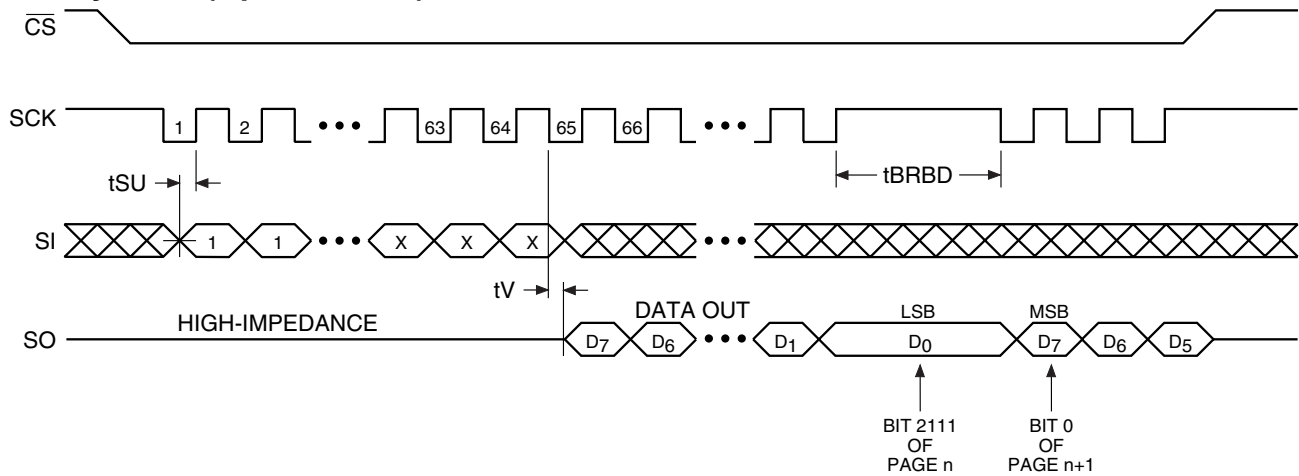 CS
SCK 1 2 63 64 65 66
tSU tBRBD
SI 1 1 X X X
tV
HIGH-IMPEDANCE DATA OUT LSB MSB
SO D7 D6 D1 D0 D7 D6 D5
BIT 2111
OF
PAGE n
BIT 0
OF
PAGE n+1